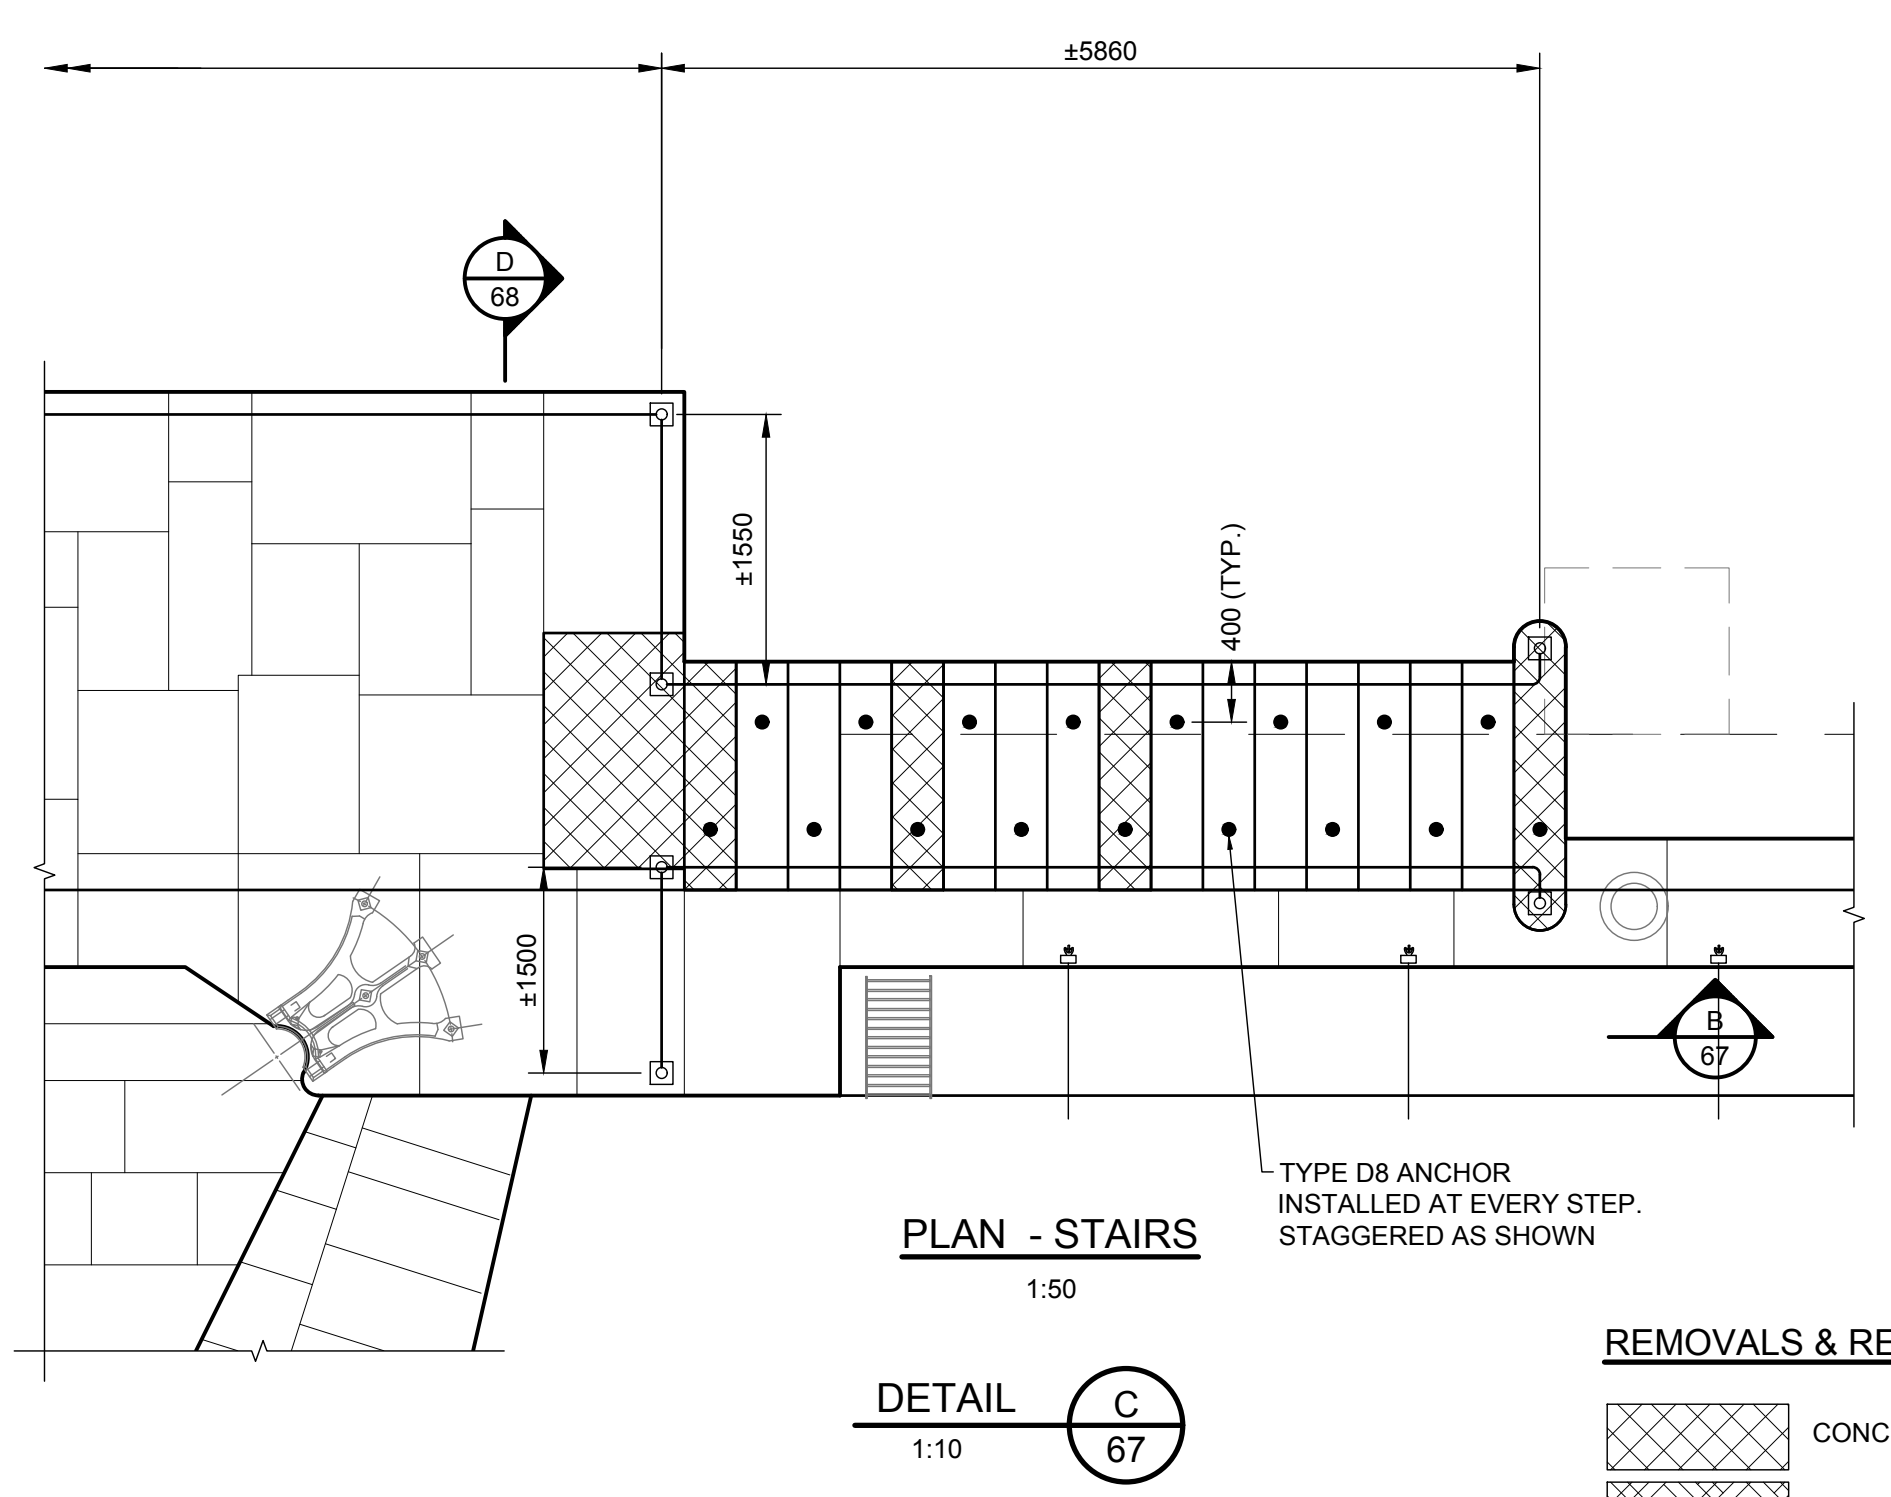 ±5860
D
68
±1550
400 (TYP.)
±1500
B
67
TYPE D8 ANCHOR
INSTALLED AT EVERY STEP.
STAGGERED AS SHOWN
PLAN - STAIRS
1:50
REMOVALS & RE
DETAIL
C
1:10
67
CONC